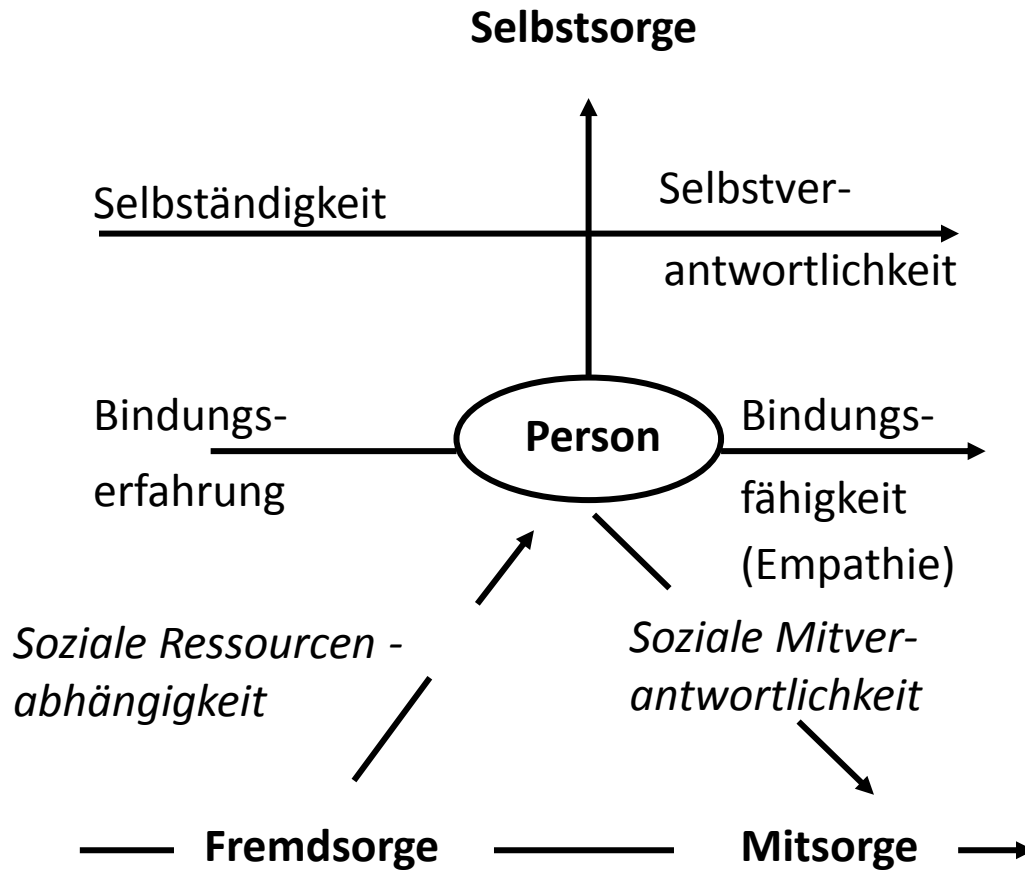 Selbstsorge
Selbständigkeit
Selbstver-
antwortlichkeit
Bindungs-
erfahrung
Person
Bindungs-
fähigkeit
(Empathie)
Soziale Ressourcen -
abhängigkeit
Soziale Mitver-
antwortlichkeit
Fremdsorge
Mitsorge